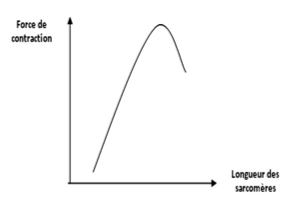 Force de
contraction
Longueur des
sarcomères